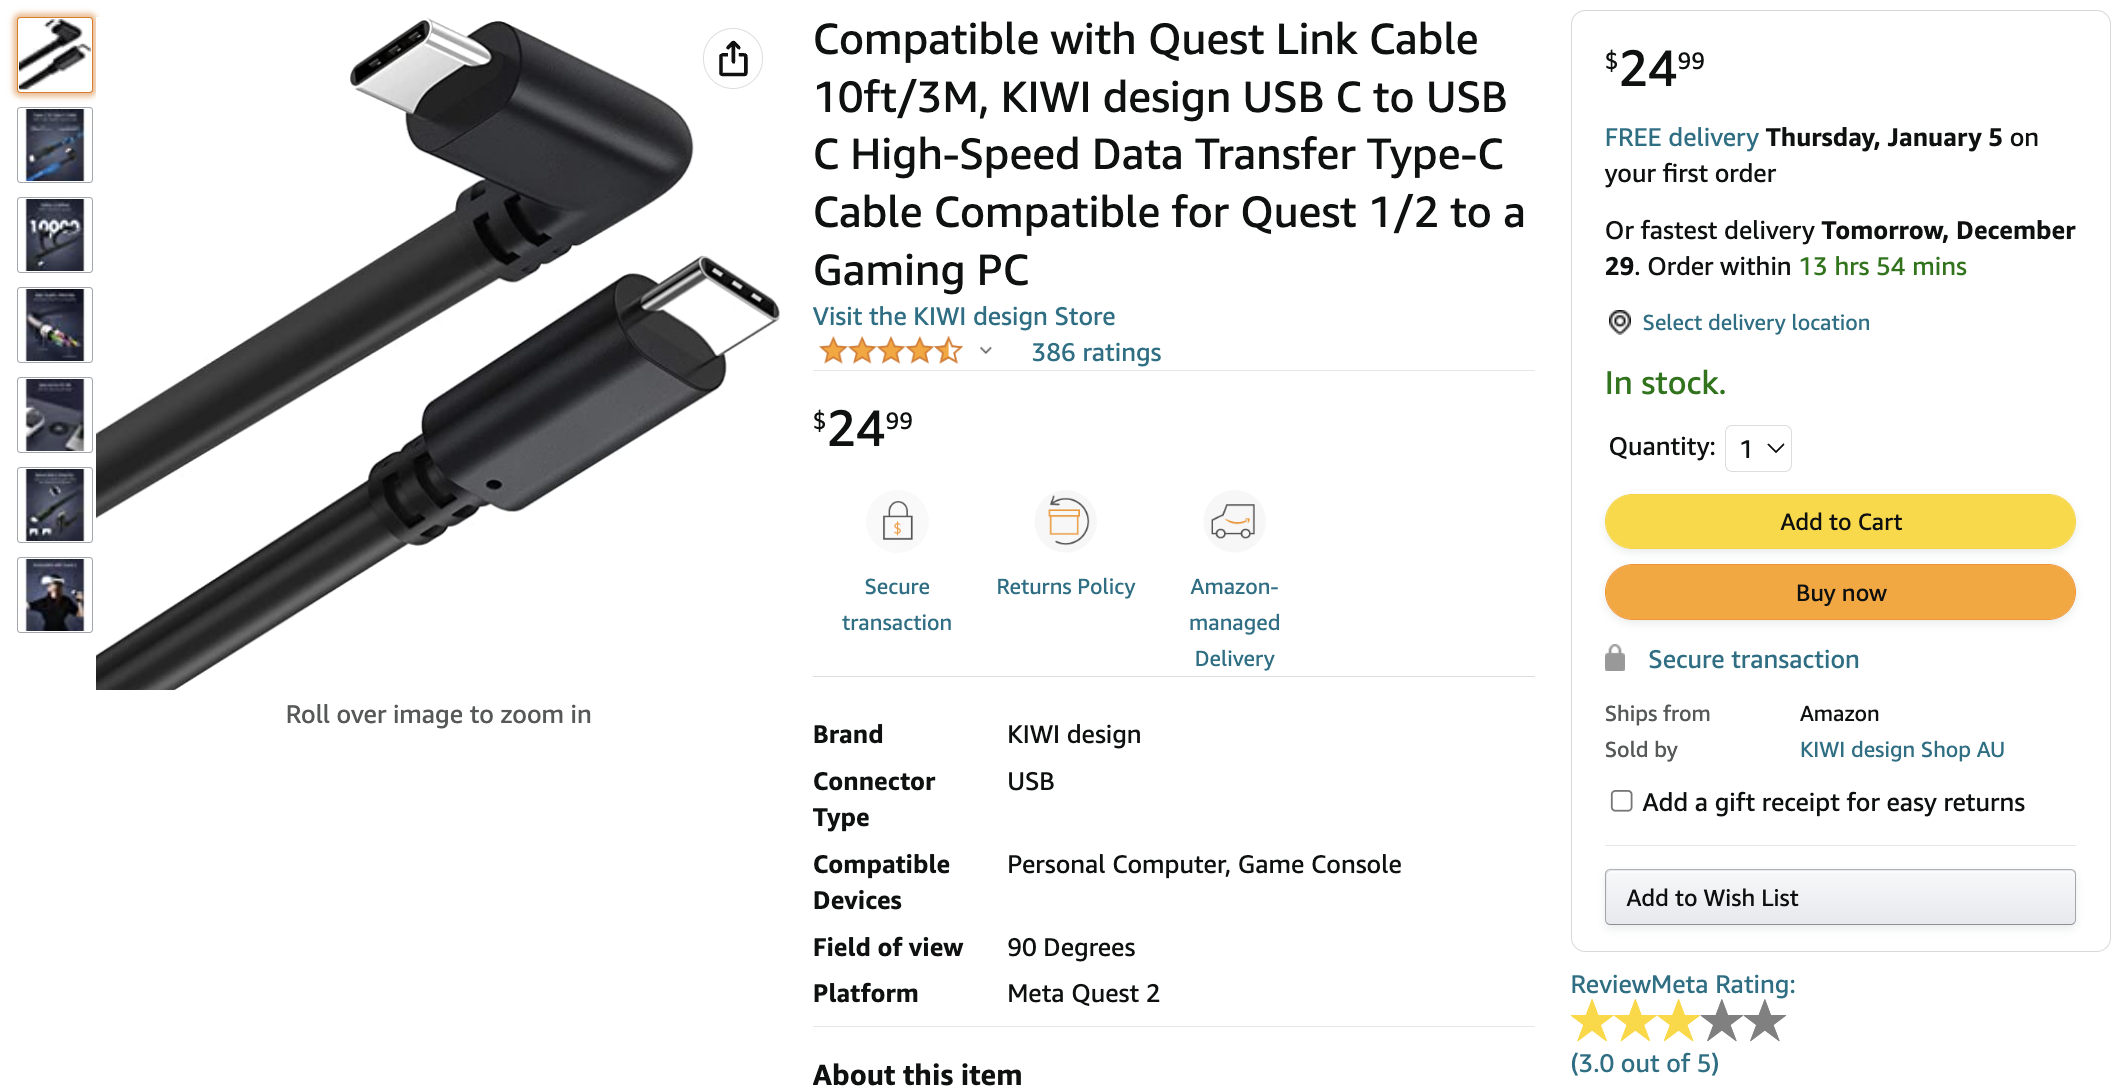 10000
Roll over image to zoom in
Compatible with Quest Link Cable
10ft/3M, KIWI design USB C to USB
C High-Speed Data Transfer Type-C
Cable Compatible for Quest 1/2 to a
Gaming PC
Visit the KIWI design Store
386 ratings
$24.99
Secure
transaction
Returns Policy
Amazon-
managed
Delivery
Brand KIWI design
Connector USB
Type
Compatible Personal Computer, Game Console
Devices
Field of view 90 Degrees
Platform Meta Quest 2
About this item
$24.99
FREE delivery Thursday, January 5 on
your first order
Or fastest delivery Tomorrow, December
29. Order within 13 hrs 54 mins
Select delivery location
In stock.
Quantity: 1
Add to Cart
Buy now
Secure transaction
Ships from Amazon
Sold by KIWI design Shop AU
Add a gift receipt for easy returns
Add to Wish List
ReviewMeta Rating:
(3.0 out of 5)